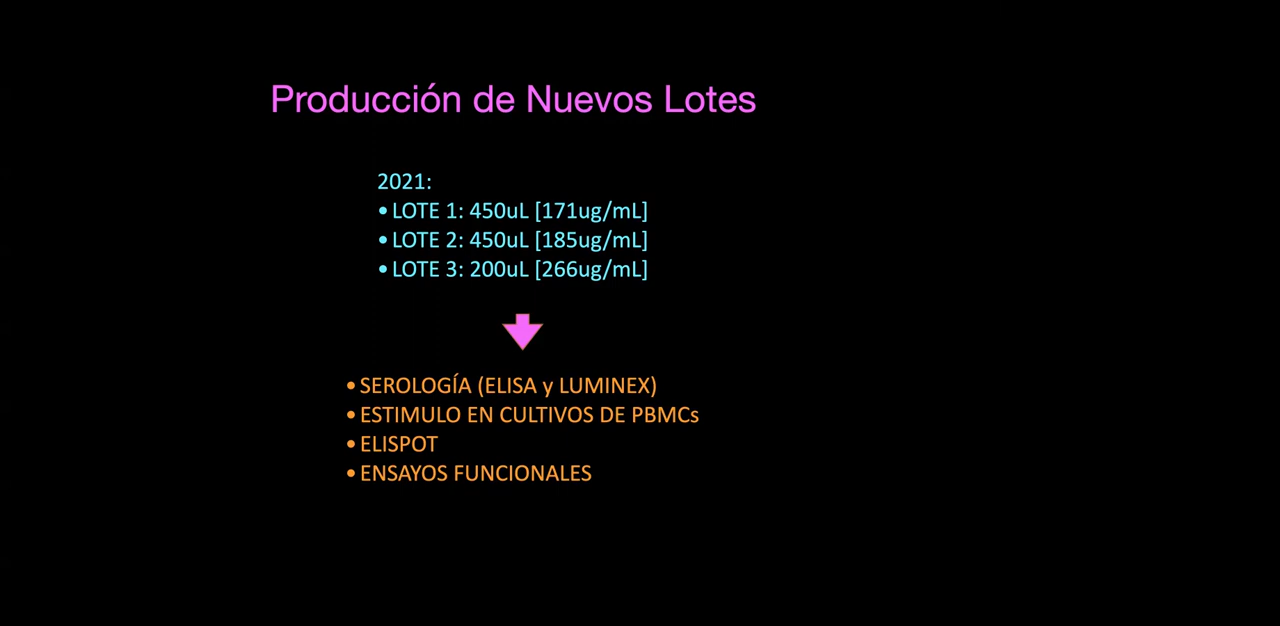 Producción de Nuevos Lotes
2021:
• LOTE 1: 450uL [171ug/mL]
• LOTE 2: 450uL [185ug/mL]
• LOTE 3: 200uL [266ug/mL]
• SEROLOGÍA (ELISA y LUMINEX)
• ESTIMULO EN CULTIVOS DE PBMCs
• ELISPOT
• ENSAYOS FUNCIONALES